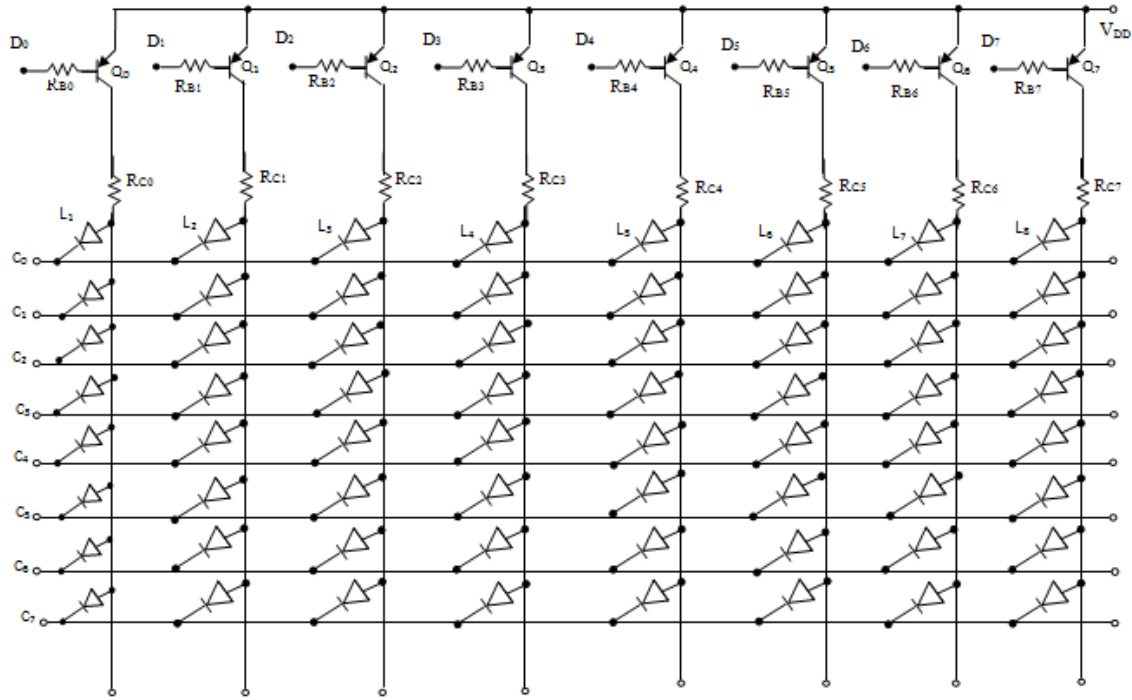 D0 D1 D2 D3 D4 D5 D6 D7 VDD
Q0 Q1 Q2 Q3 Q4 Q5 Q6 Q7
RB0 RB1 RB2 RB3 RB4 RB5 RB6 RB7
RC0 RC1 RC2 RC3 RC4 RC5 RC6 RC7
L1 L2 L3 L4 L5 L6 L7 L8
C0
C1
C2
C3
C4
C5
C6
C7